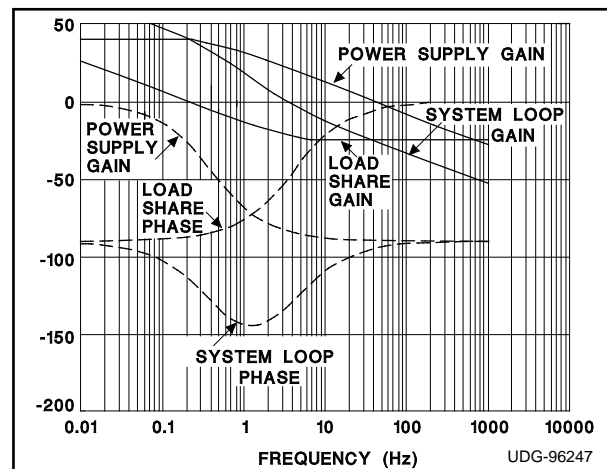 50
0
-50
-100
-150
-200
POWER SUPPLY GAIN
SYSTEM LOOP
GAIN
POWER
SUPPLY
GAIN
LOAD
SHARE
GAIN
LOAD
SHARE
PHASE
SYSTEM LOOP
PHASE
0.01
0.1
1
10
100
1000
10000
FREQUENCY (Hz)
UDG-96247